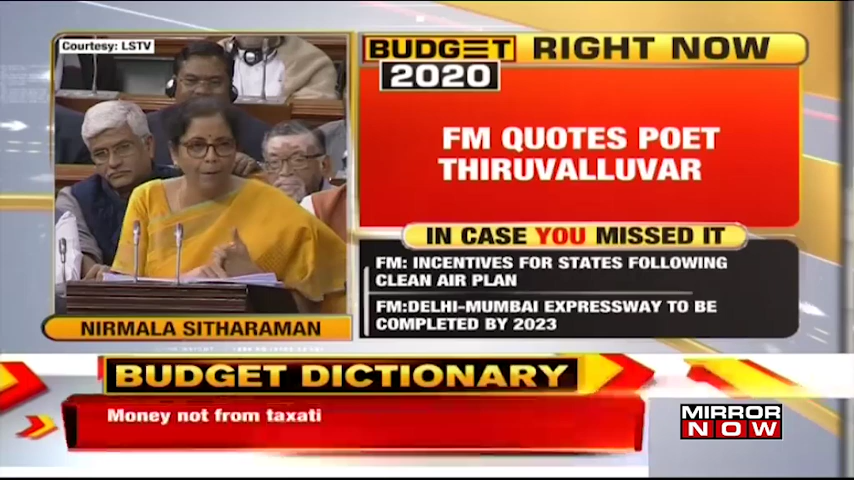 Courtesy: LSTV
BUDGET
2020
RIGHT NOW
FM QUOTES POET
THIRUVALLUVAR
IN CASE YOU MISSED IT
FM: INCENTIVES FOR STATES FOLLOWING
CLEAN AIR PLAN
FM:DELHI-MUMBAI EXPRESSWAY TO BE
COMPLETED BY 2023
NIRMALA SITHARAMAN
BUDGET DICTIONARY
Money not from taxati
MIRROR
NOW